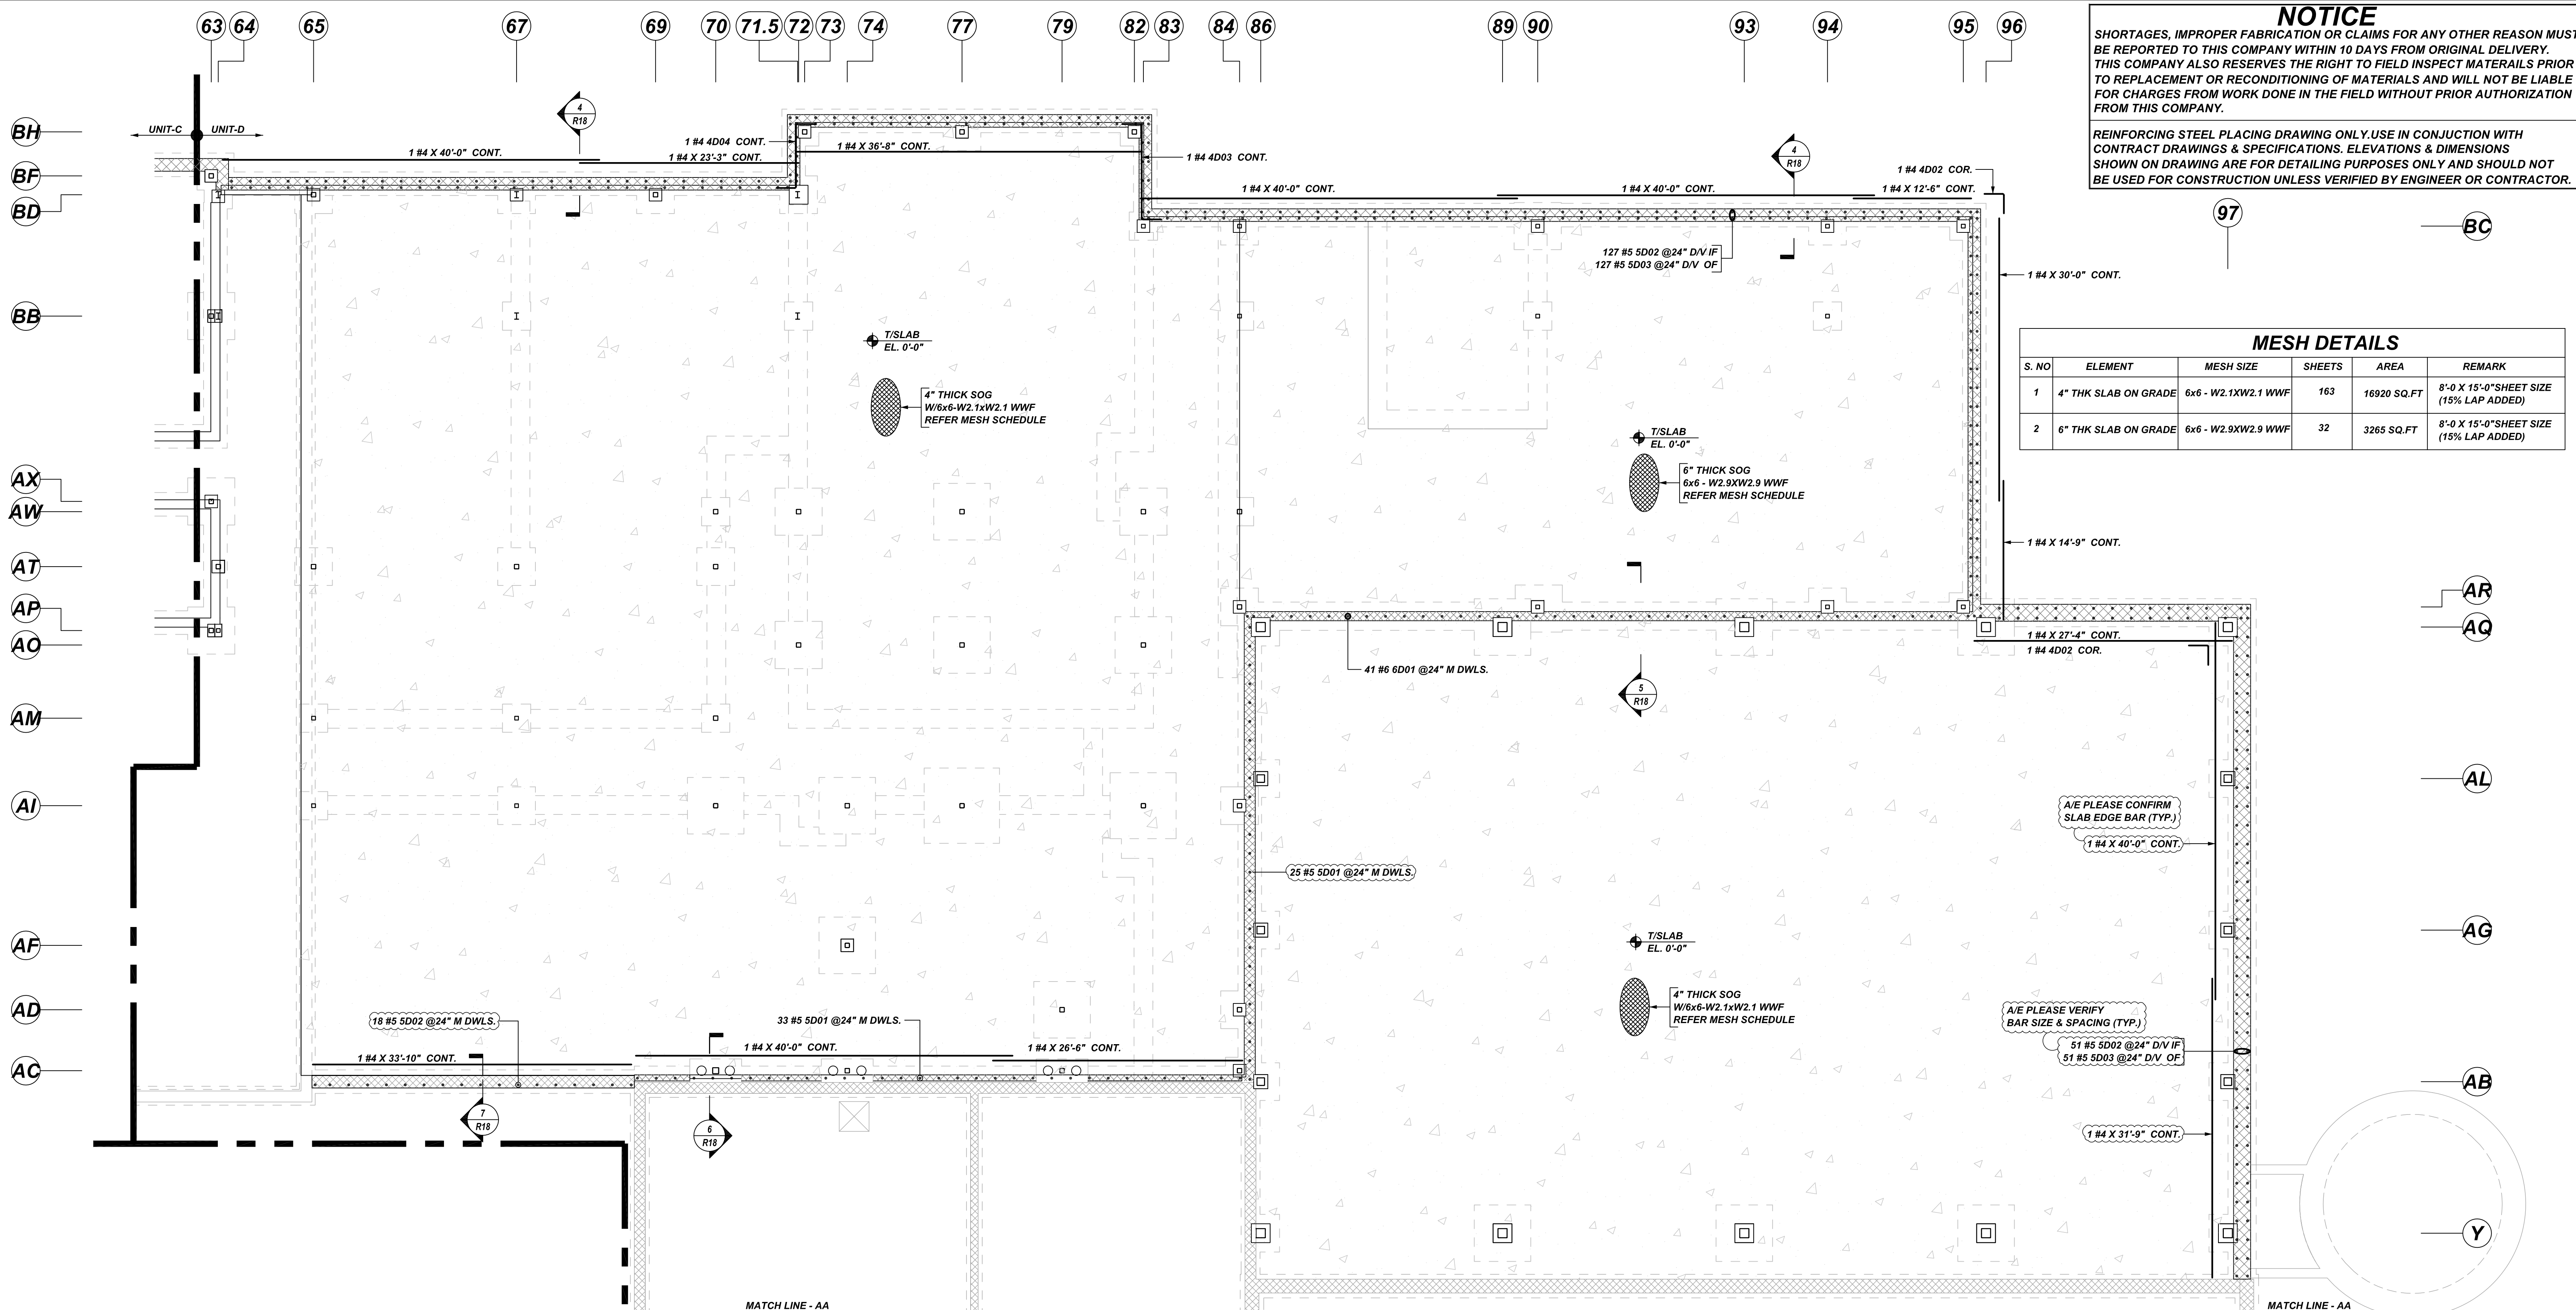 63 64 65 67 69 70 71.5 72 73 74 77 79 82 83 84 86 89 90 93 94 95 96
NOTICE
SHORTAGES, IMPROPER FABRICATION OR CLAIMS FOR ANY OTHER REASON MUST
BE REPORTED TO THIS COMPANY WITHIN 10 DAYS FROM ORIGINAL DELIVERY.
THIS COMPANY ALSO RESERVES THE RIGHT TO FIELD INSPECT MATERAILS PRIOR
TO REPLACEMENT OR RECONDITIONING OF MATERIALS AND WILL NOT BE LIABLE
FOR CHARGES FROM WORK DONE IN THE FIELD WITHOUT PRIOR AUTHORIZATION
FROM THIS COMPANY.
REINFORCING STEEL PLACING DRAWING ONLY.USE IN CONJUCTION WITH
CONTRACT DRAWINGS & SPECIFICATIONS. ELEVATIONS & DIMENSIONS
SHOWN ON DRAWING ARE FOR DETAILING PURPOSES ONLY AND SHOULD NOT
BE USED FOR CONSTRUCTION UNLESS VERIFIED BY ENGINEER OR CONTRACTOR.
BH
UNIT-C UNIT-D
4
R18
1 #4 4D04 CONT.
1 #4 X 40'-0" CONT.
1 #4 X 23'-3" CONT.
1 #4 X 36'-8" CONT.
1 #4 4D03 CONT.
4
R18
1 #4 4D02 COR.
BF
BD
1 #4 X 40'-0" CONT.
1 #4 X 40'-0" CONT.
1 #4 X 12'-6" CONT.
97
BC
127 #5 5D02 @24" D/V IF
127 #5 5D03 @24" D/V OF
1 #4 X 30'-0" CONT.
BB
T/SLAB
EL. 0'-0"
4" THICK SOG
W/6x6-W2.1xW2.1 WWF
REFER MESH SCHEDULE
MESH DETAILS
S. NO ELEMENT MESH SIZE SHEETS AREA REMARK
1 4" THK SLAB ON GRADE 6x6 - W2.1XW2.1 WWF 163 16920 SQ.FT 8'-0 X 15'-0"SHEET SIZE
(15% LAP ADDED)
2 6" THK SLAB ON GRADE 6x6 - W2.9XW2.9 WWF 32 3265 SQ.FT 8'-0 X 15'-0"SHEET SIZE
(15% LAP ADDED)
T/SLAB
EL. 0'-0"
6" THICK SOG
6x6 - W2.9XW2.9 WWF
REFER MESH SCHEDULE
AX
AW
1 #4 X 14'-9" CONT.
AT
AR
AP
AQ
AO
1 #4 X 27'-4" CONT.
1 #4 4D02 COR.
41 #6 6D01 @24" M DWLS.
5
R18
AM
AL
AI
A/E PLEASE CONFIRM
SLAB EDGE BAR (TYP.)
1 #4 X 40'-0" CONT.
25 #5 5D01 @24" M DWLS.
AG
AF
T/SLAB
EL. 0'-0"
4" THICK SOG
W/6x6-W2.1xW2.1 WWF
REFER MESH SCHEDULE
AD
18 #5 5D02 @24" M DWLS.
33 #5 5D01 @24" M DWLS.
A/E PLEASE VERIFY
BAR SIZE & SPACING (TYP.)
51 #5 5D02 @24" D/V IF
51 #5 5D03 @24" D/V OF
1 #4 X 33'-10" CONT.
1 #4 X 40'-0" CONT.
1 #4 X 26'-6" CONT.
AC
AB
7
R18
6
R18
1 #4 X 31'-9" CONT.
Y
MATCH LINE - AA
MATCH LINE - AA